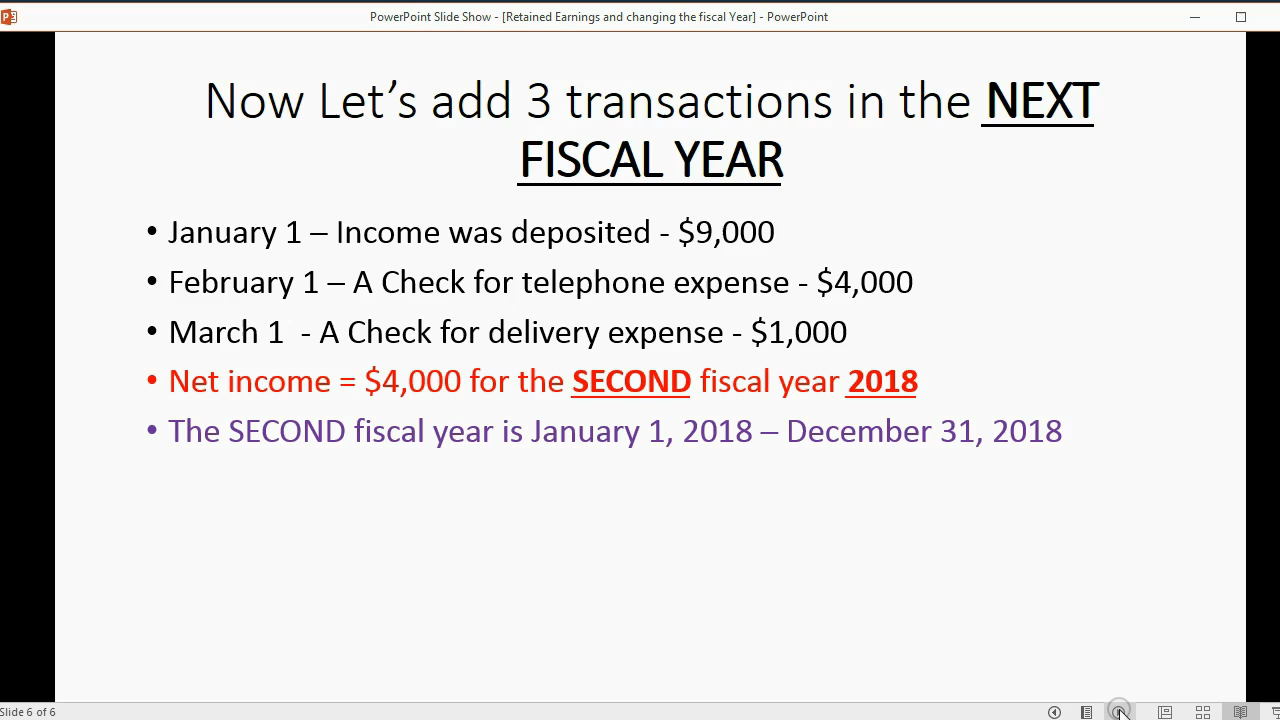 PowerPoint Slide Show - [Retained Earnings and changing the fiscal Year] - PowerPoint
Now Let's add 3 transactions in the NEXT
FISCAL YEAR
• January 1 – Income was deposited - $9,000
• February 1 – A Check for telephone expense - $4,000
• March 1  - A Check for delivery expense - $1,000
• Net income = $4,000 for the SECOND fiscal year 2018
• The SECOND fiscal year is January 1, 2018 – December 31, 2018
Slide 6 of 6